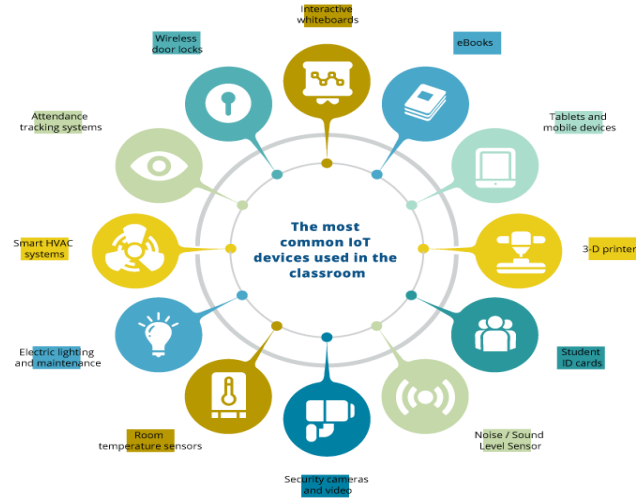 Interactive
whiteboards
eBooks
Tablets and
mobile devices
3-D printer
Student
ID cards
Noise / Sound
Level Sensor
Security cameras
and video
Room
temperature sensors
Electric lighting
and maintenance
Smart HVAC
systems
Attendance
tracking systems
Wireless
door locks
The most
common IoT
devices used in the
classroom